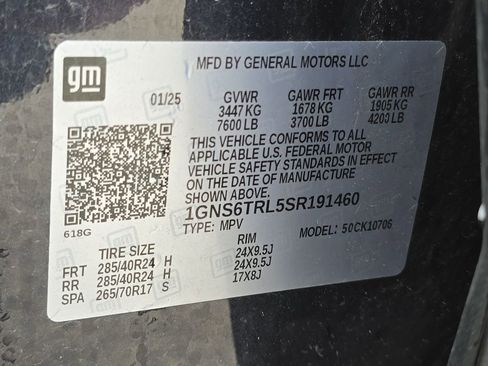 gm
MFD BY GENERAL MOTORS LLC
01/25 GVWR GAWR FRT GAWR RR
3447 KG 1678 KG 1905 KG
7600 LB 3700 LB 4200 LB
THIS VEHICLE CONFORMS TO ALL
APPLICABLE U.S. FEDERAL MOTOR
VEHICLE SAFETY STANDARDS IN EFFECT
ON THE DATE OF MANUFACTURE
SHOWN ABOVE.
1GNS6TRL5SR191460
618G TYPE: MPV MODEL: 50CK10706
TIRE SIZE RIM
FRT 285/40R24 H 24X9.5J
RR 285/40R24 H 24X9.5J
SPA 265/70R17 S 17X8J